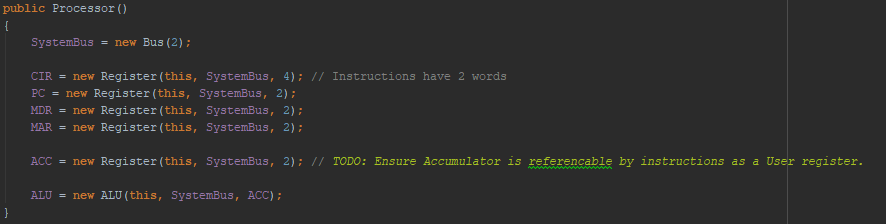 public Processor()
{
    SystemBus = new Bus(2);

    CIR = new Register(this, SystemBus, 4); // Instructions have 2 words
    PC = new Register(this, SystemBus, 2);
    MDR = new Register(this, SystemBus, 2);
    MAR = new Register(this, SystemBus, 2);

    ACC = new Register(this, SystemBus, 2); // TODO: Ensure Accumulator is referencable by instructions as a User register.

    ALU = new ALU(this, SystemBus, ACC);
}